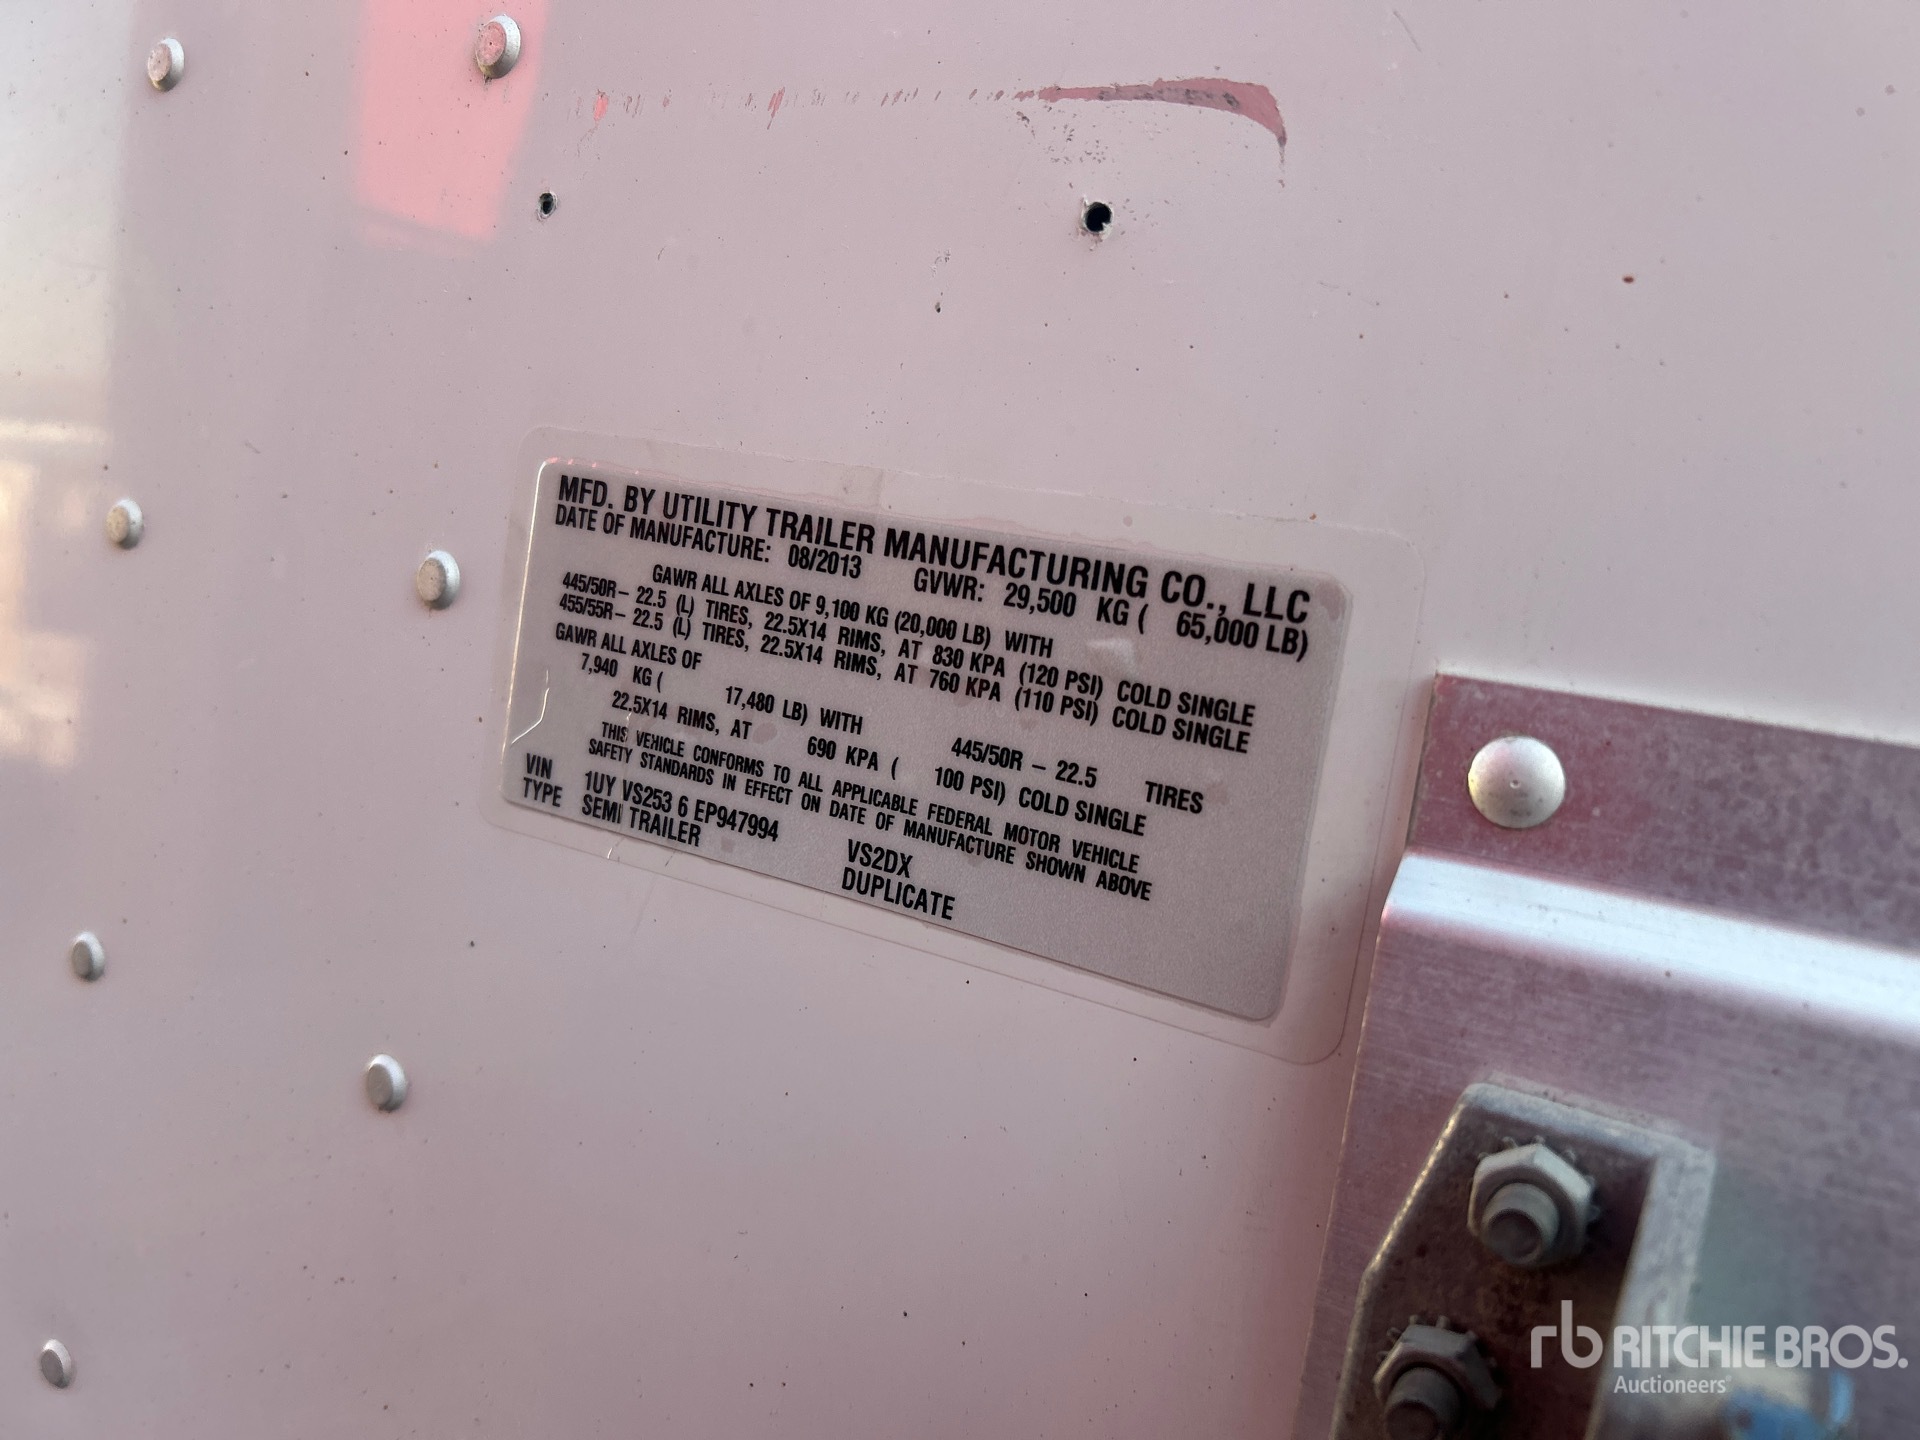 MFD. BY UTILITY TRAILER MANUFACTURING CO., LLC
DATE OF MANUFACTURE: 08/2013 GVWR: 29,500 KG ( 65,000 LB)
GAWR ALL AXLES OF 9,100 KG (20,000 LB) WITH
445/50R– 22.5 (L) TIRES, 22.5X14 RIMS, AT 830 KPA (120 PSI) COLD SINGLE
455/55R– 22.5 (L) TIRES, 22.5X14 RIMS, AT 760 KPA (110 PSI) COLD SINGLE
GAWR ALL AXLES OF
7,940 KG ( 17,480 LB) WITH 445/50R – 22.5 TIRES
22.5X14 RIMS, AT 690 KPA ( 100 PSI) COLD SINGLE
THIS VEHICLE CONFORMS TO ALL APPLICABLE FEDERAL MOTOR VEHICLE
SAFETY STANDARDS IN EFFECT ON DATE OF MANUFACTURE SHOWN ABOVE
VIN 1UY VS253 6 EP947994 VS2DX
TYPE SEMI TRAILER DUPLICATE
rb RITCHIE BROS.
Auctioneers